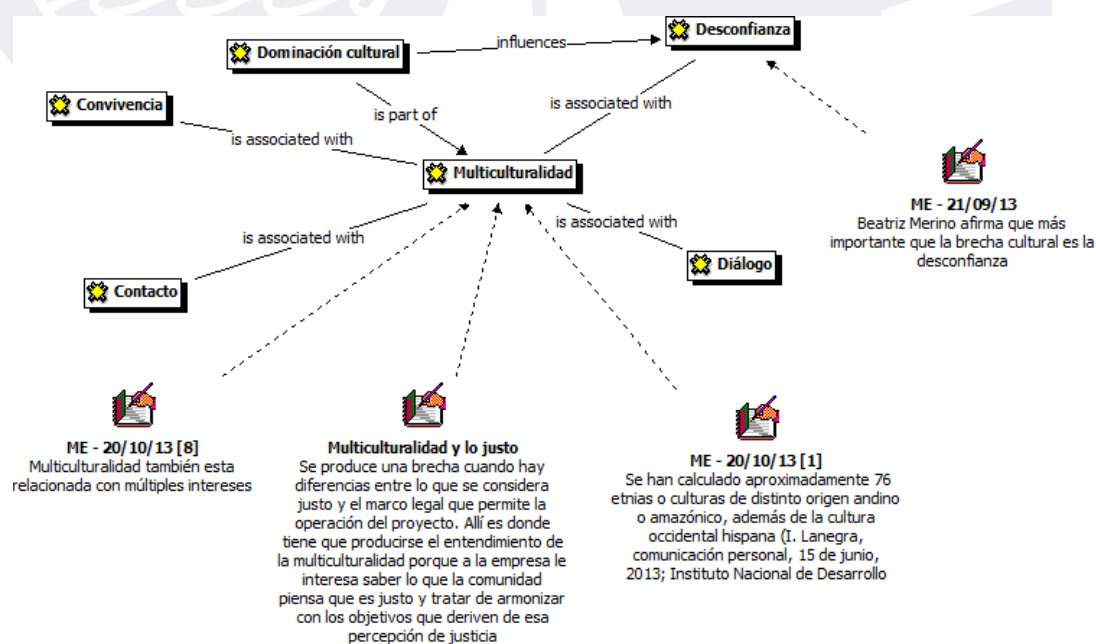 Desconfianza
influences
Dominación cultural
Convivencia
is part of
is associated with
is associated with
Multiculturalidad
ME - 21/09/13
Beatriz Merino afirma que más
importante que la brecha cultural es la
desconfianza
is associated with
is associated with
Diálogo
Contacto
ME - 20/10/13 [8]
Multiculturalidad también esta
relacionada con múltiples intereses
Multiculturalidad y lo justo
Se produce una brecha cuando hay
diferencias entre lo que se considera
justo y el marco legal que permite la
operación del proyecto. Allí es donde
tiene que producirse el entendimiento de
la multiculturalidad porque a la empresa le
interesa saber lo que la comunidad
piensa que es justo y tratar de armonizar
con los objetivos que deriven de esa
percepción de justicia
ME - 20/10/13 [1]
Se han calculado aproximadamente 76
etnias o culturas de distinto origen andino
o amazónico, además de la cultura
occidental hispana (I. Lanegra,
comunicación personal, 15 de junio,
2013; Instituto Nacional de Desarrollo